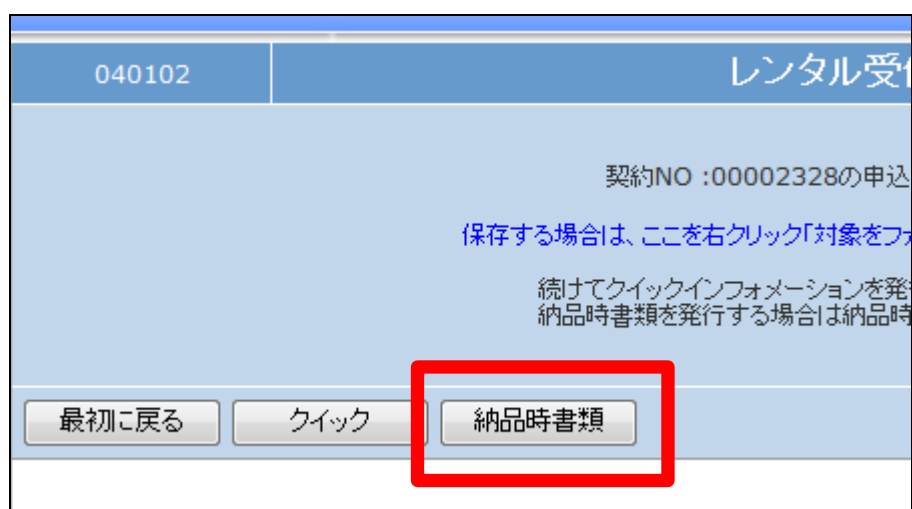 040102
レンタル受
契約NO :00002328の申込
保存する場合は、ここを右クリック「対象をフ
続けてクイックインフォメーションを発
納品時書類を発行する場合は納品時
最初に戻る
クイック
納品時書類